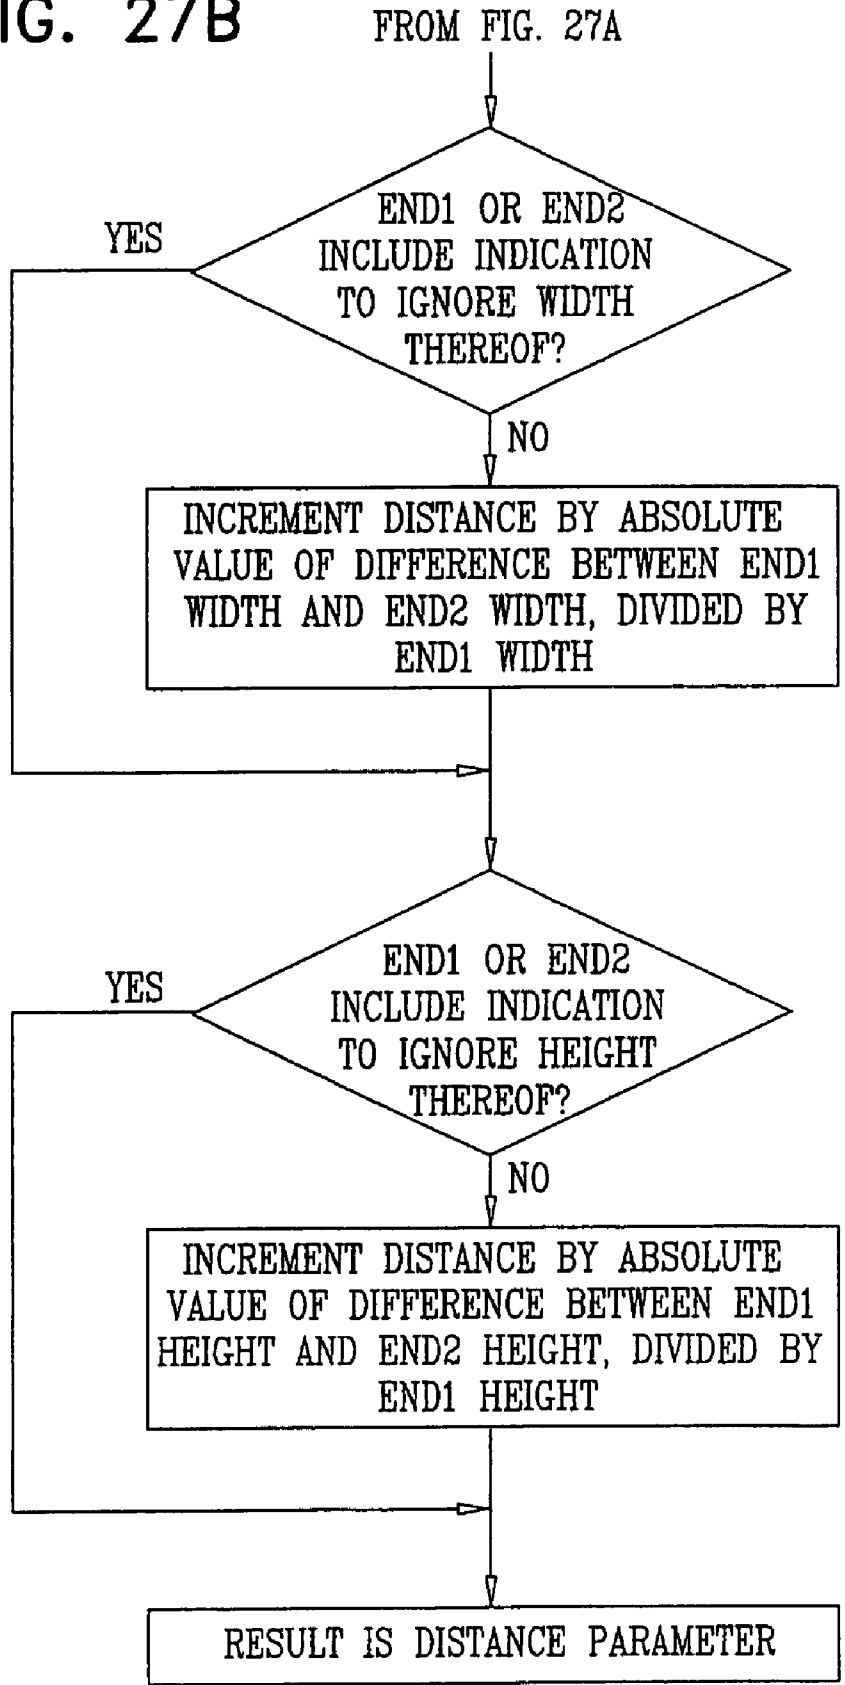 IG. 27B
FROM FIG. 27A
END1 OR END2
INCLUDE INDICATION
TO IGNORE WIDTH
THEREOF?
YES
NO
INCREMENT DISTANCE BY ABSOLUTE
VALUE OF DIFFERENCE BETWEEN END1
WIDTH AND END2 WIDTH, DIVIDED BY
END1 WIDTH
END1 OR END2
INCLUDE INDICATION
TO IGNORE HEIGHT
THEREOF?
YES
NO
INCREMENT DISTANCE BY ABSOLUTE
VALUE OF DIFFERENCE BETWEEN END1
HEIGHT AND END2 HEIGHT, DIVIDED BY
END1 HEIGHT
RESULT IS DISTANCE PARAMETER